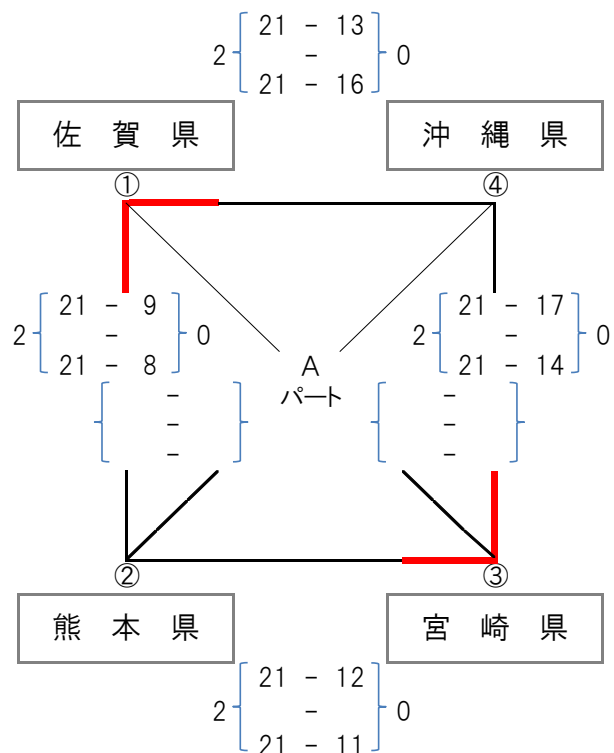 21 - 13
2 - 0
21 - 16
佐 賀 県
沖 縄 県
①
④
21 - 9
2 - 0
21 - 8
-
-
-
21 - 17
2 - 0
21 - 14
-
-
-
A
パート
②
③
熊 本 県
宮 崎 県
21 - 12
2 - 0
21 - 11